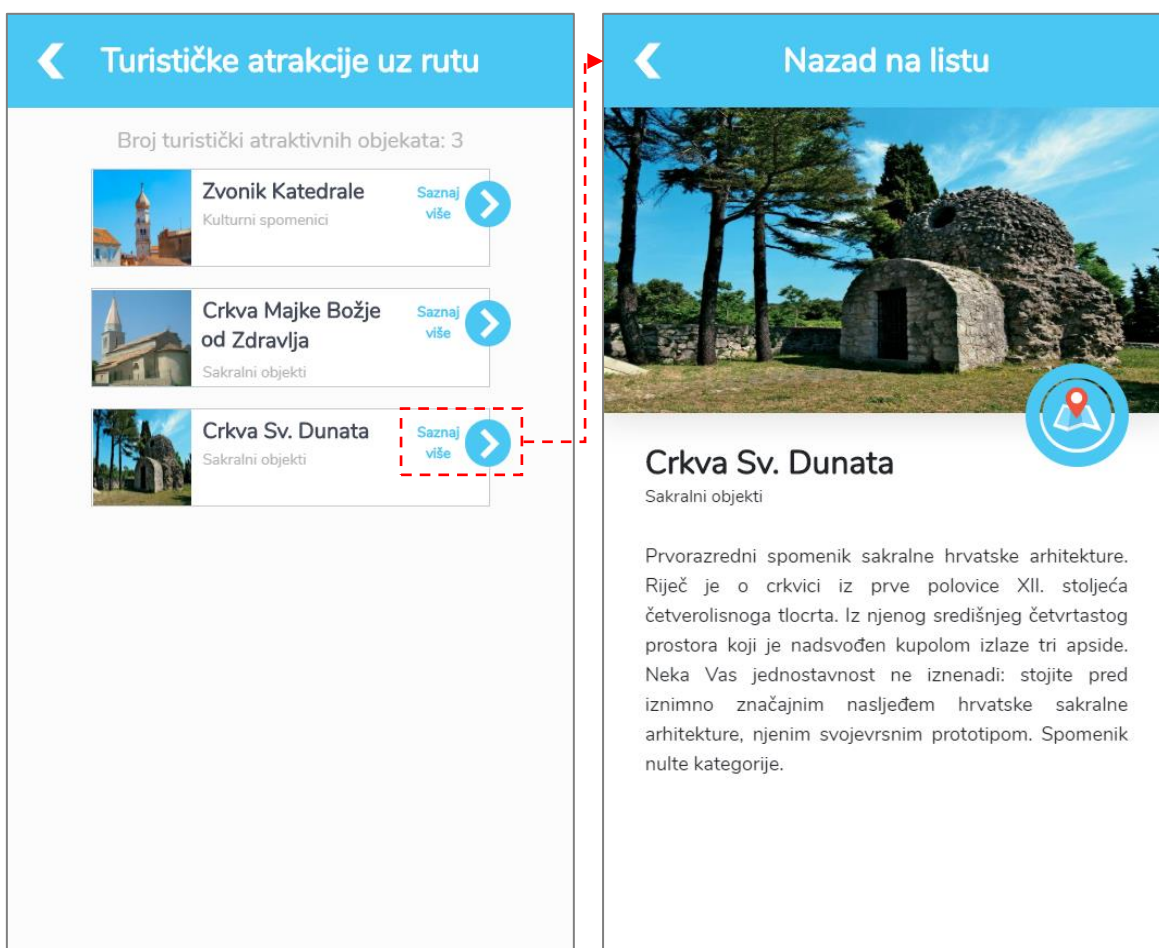 Turističke atrakcije uz rutu
Broj turistički atraktivnih objekata: 3
Zvonik Katedrale
Kulturni spomenici
Saznaj
više
Crkva Majke Božje
od Zdravlja
Sakralni objekti
Saznaj
više
Crkva Sv. Dunata
Sakralni objekti
Saznaj
više
Nazad na listu
Crkva Sv. Dunata
Sakralni objekti
Prvorazredni spomenik sakralne hrvatske arhitekture.
Riječ je o crkvici iz prve polovice XII. stoljeća
četverolisnoga tlocrta. Iz njenog središnjeg četvrtastog
prostora koji je nadsvođen kupolom izlaze tri apside.
Neka Vas jednostavnost ne iznenadi: stojite pred
iznimno značajnim nasljeđem hrvatske sakralne
arhitekture, njenim svojevrsnim prototipom. Spomenik
nulte kategorije.